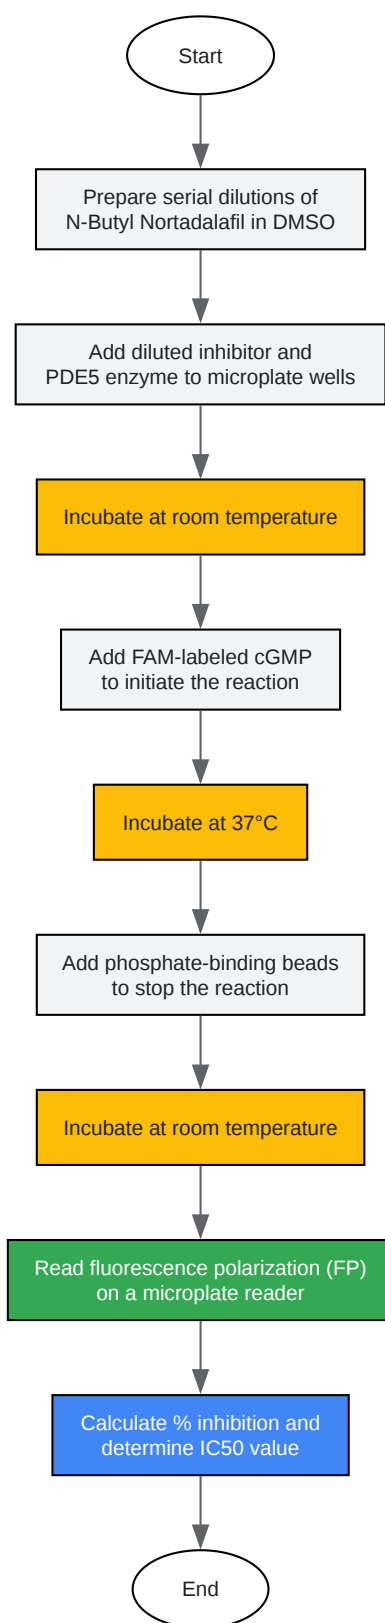 Start
Prepare serial dilutions of
N-Butyl Nortadalafil in DMSO
Add diluted inhibitor and
PDE5 enzyme to microplate wells
Incubate at room temperature
Add FAM-labeled cGMP
to initiate the reaction
Incubate at 37°C
Add phosphate-binding beads
to stop the reaction
Incubate at room temperature
Read fluorescence polarization (FP)
on a microplate reader
Calculate % inhibition and
determine IC50 value
End